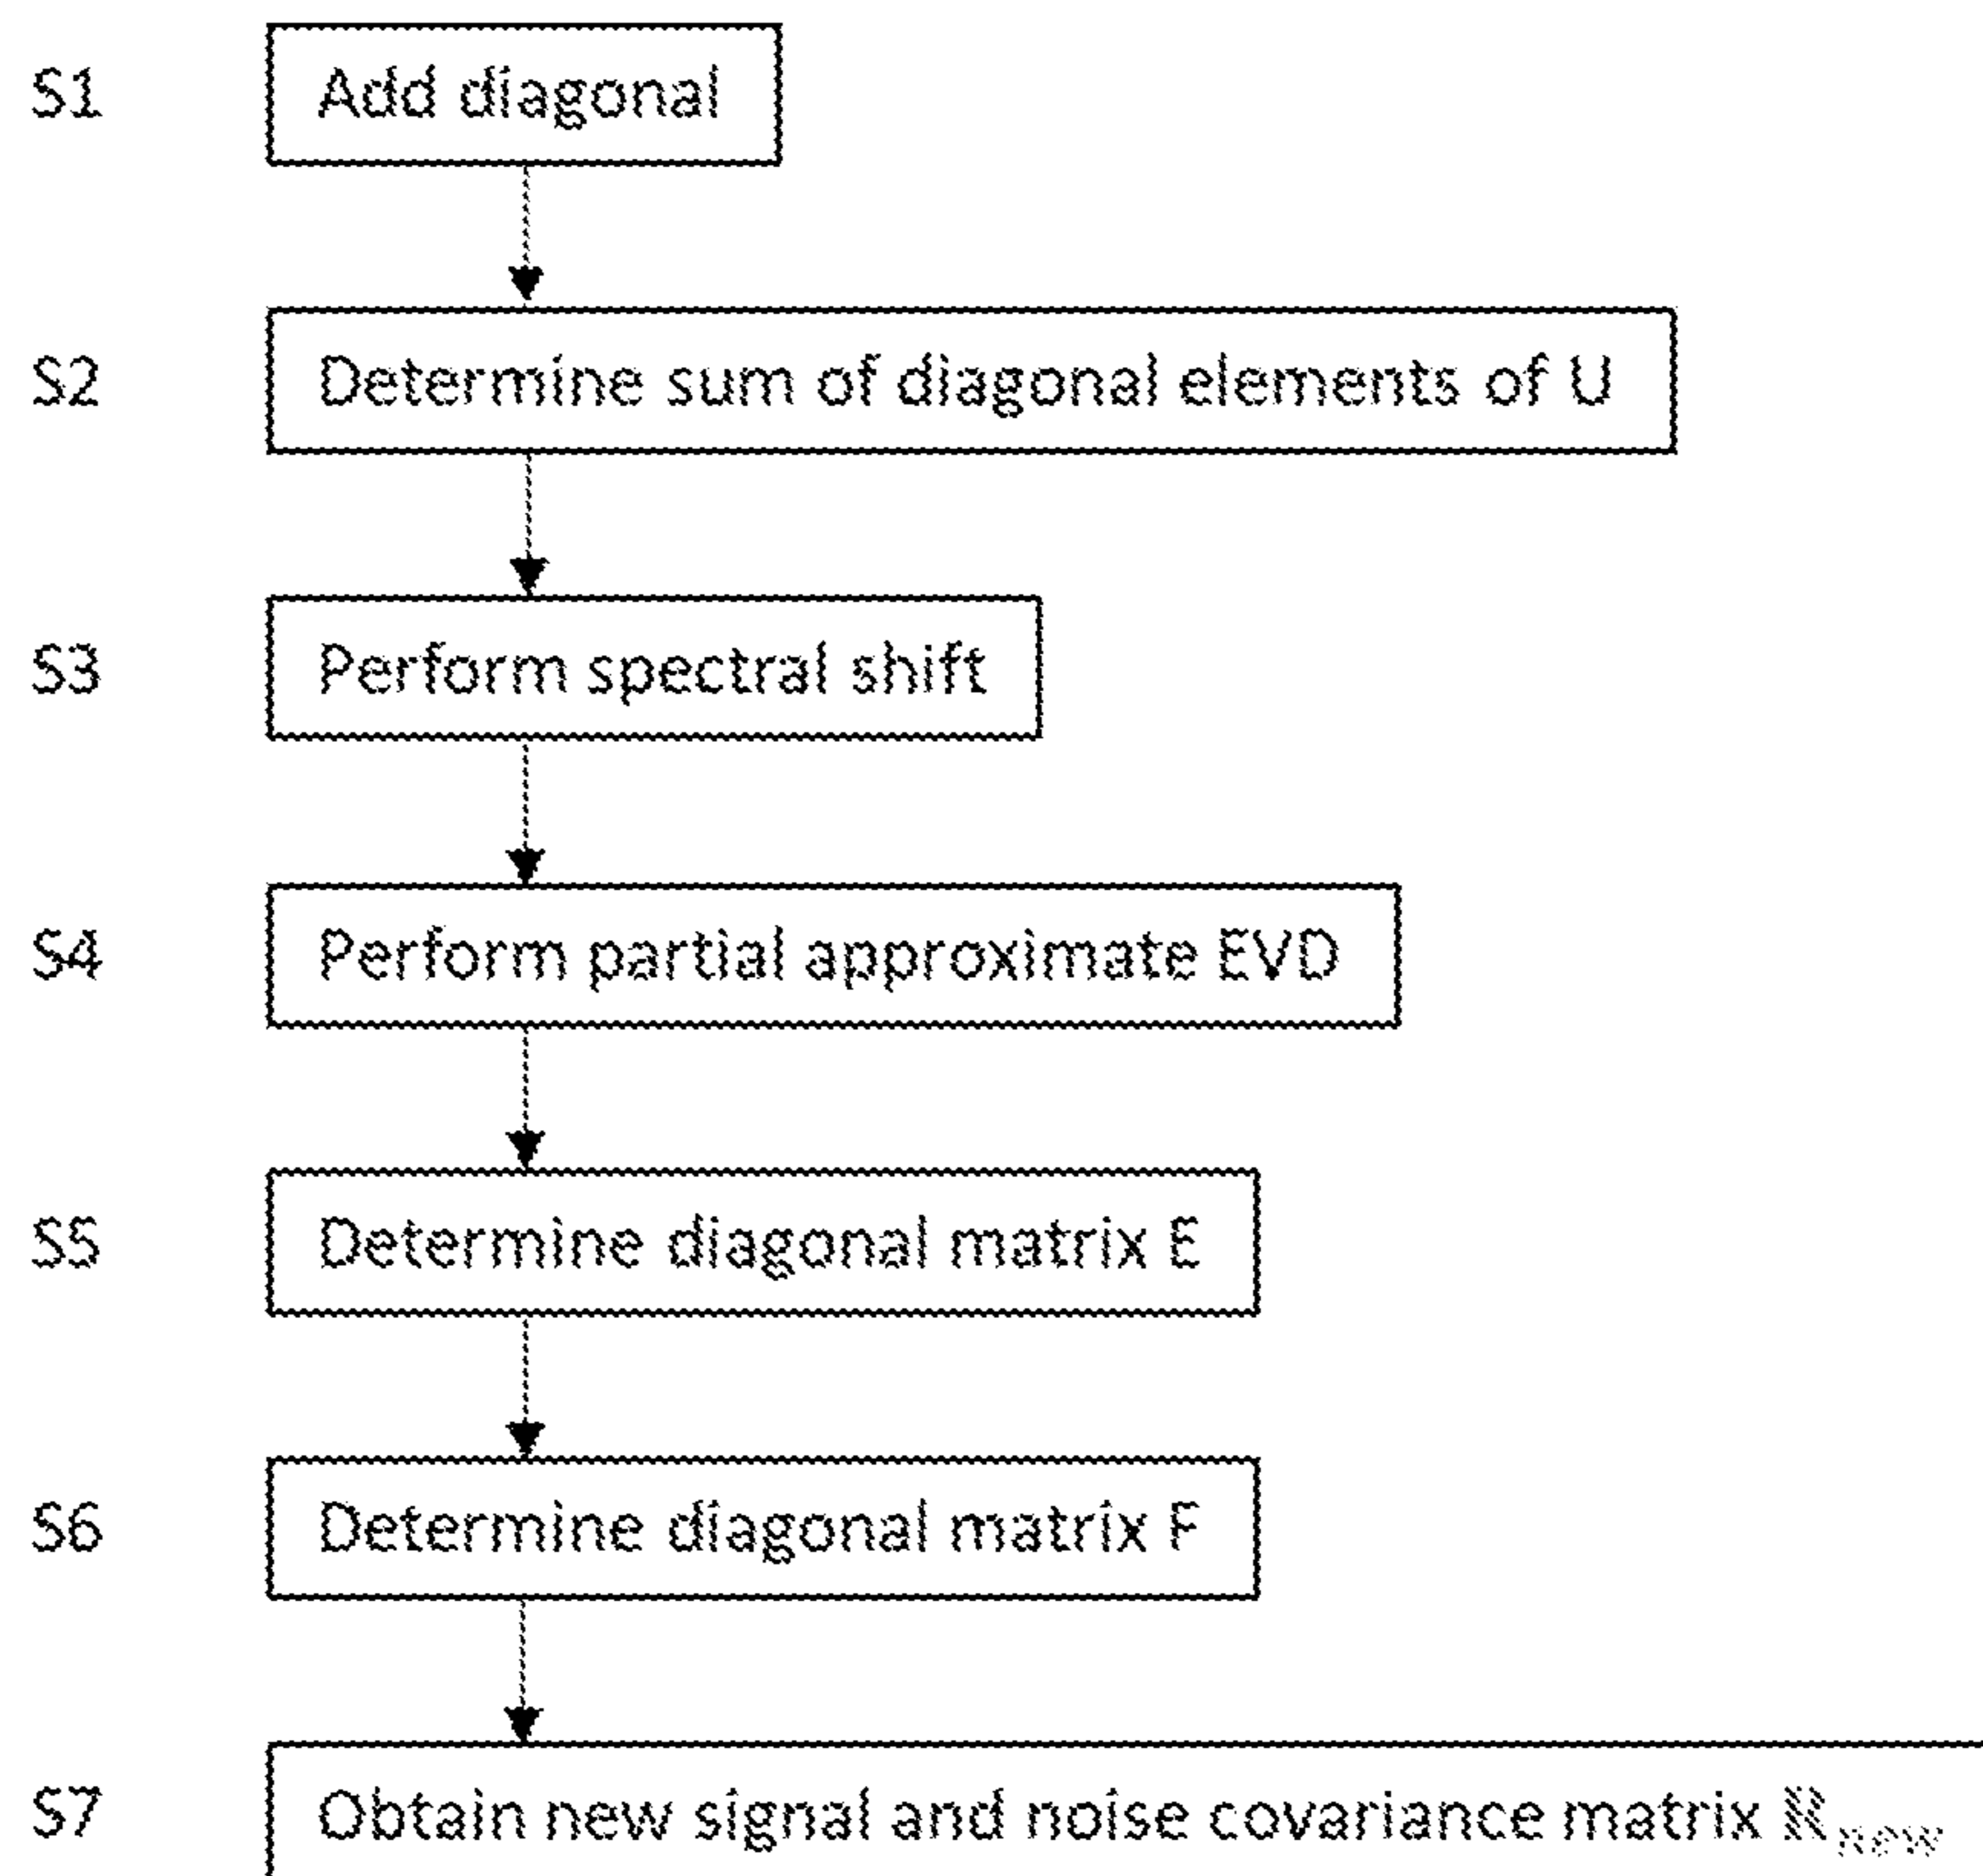 S1 Add diagonal
S2 Determine sum of diagonal elements of U
S3 Perform spectral shift
S4 Perform partial approximate EVD
S5 Determine diagonal matrix E
S6 Determine diagonal matrix F
S7 Obtain new signal and noise covariance matrix